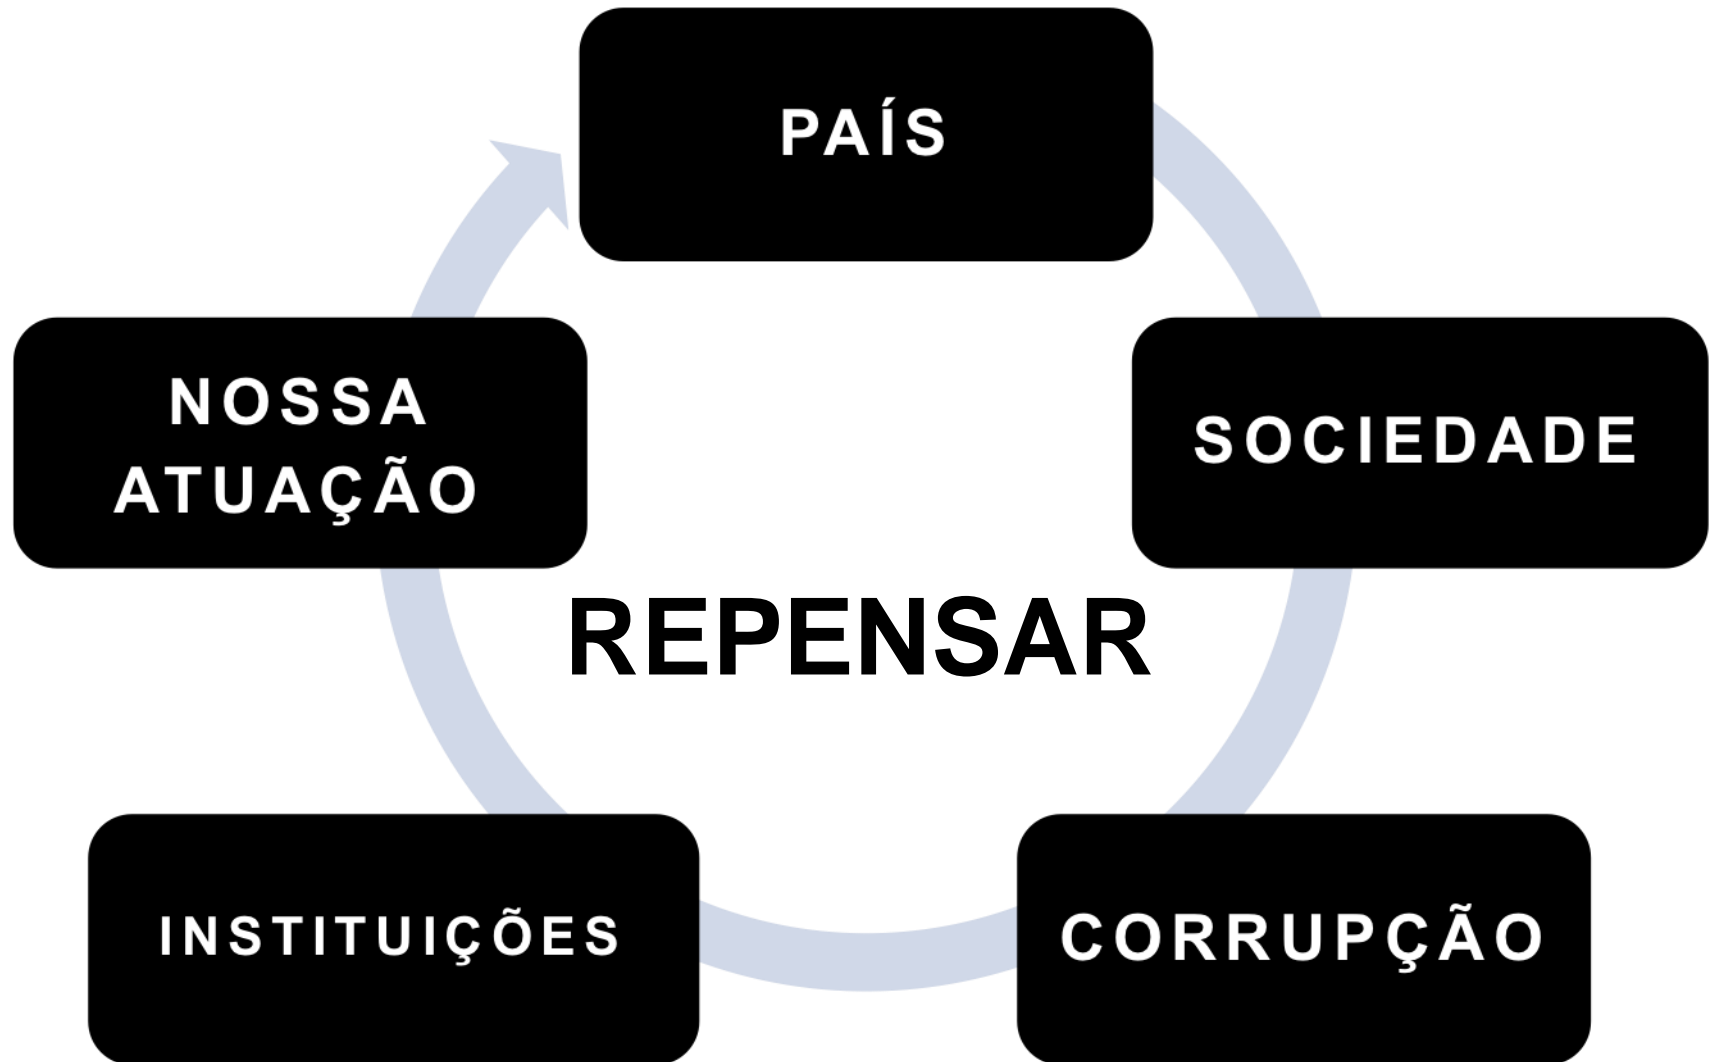 PAÍS
SOCIEDADE
CORRUPÇÃO
INSTITUIÇÕES
NOSSA
ATUAÇÃO
REPENSAR